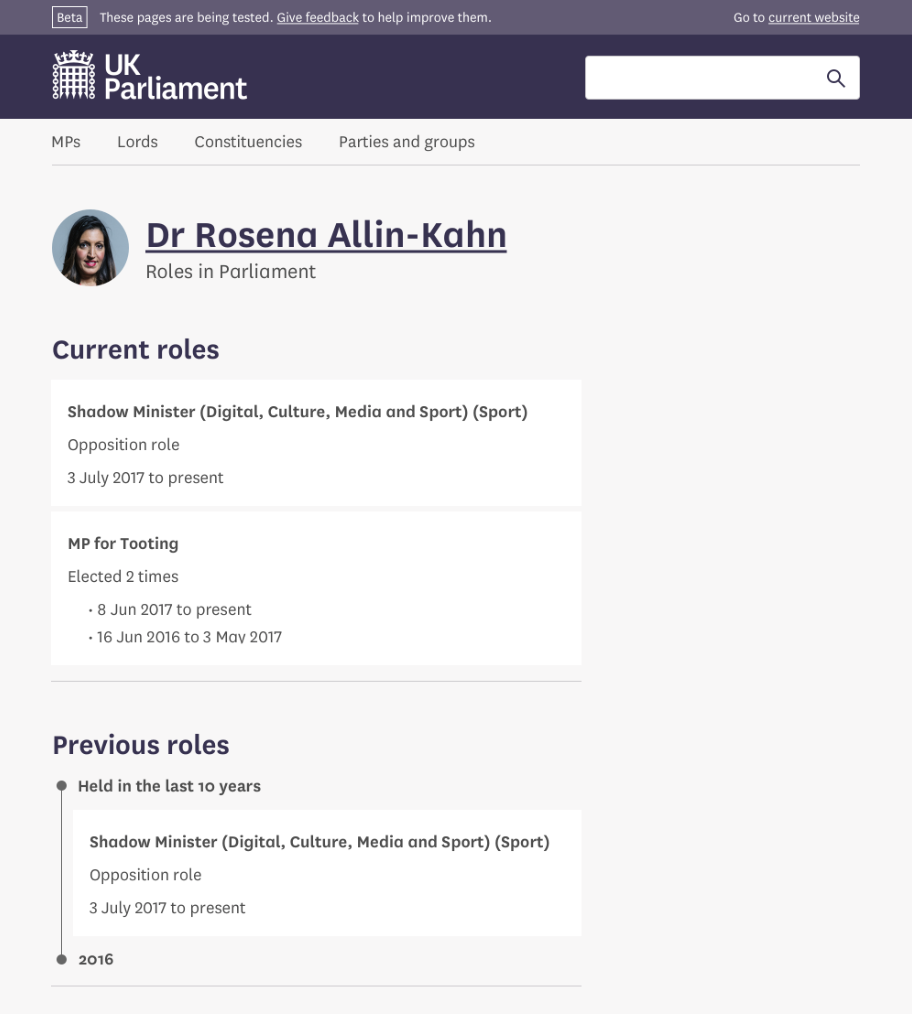 Beta These pages are being tested. Give feedback to help improve them. Go to current website
UK
Parliament
MPs Lords Constituencies Parties and groups
Dr Rosena Allin-Kahn
Roles in Parliament
Current roles
Shadow Minister (Digital, Culture, Media and Sport) (Sport)
Opposition role
3 July 2017 to present
MP for Tooting
Elected 2 times
• 8 Jun 2017 to present
• 16 Jun 2016 to 3 May 2017
Previous roles
Held in the last 10 years
Shadow Minister (Digital, Culture, Media and Sport) (Sport)
Opposition role
3 July 2017 to present
2016